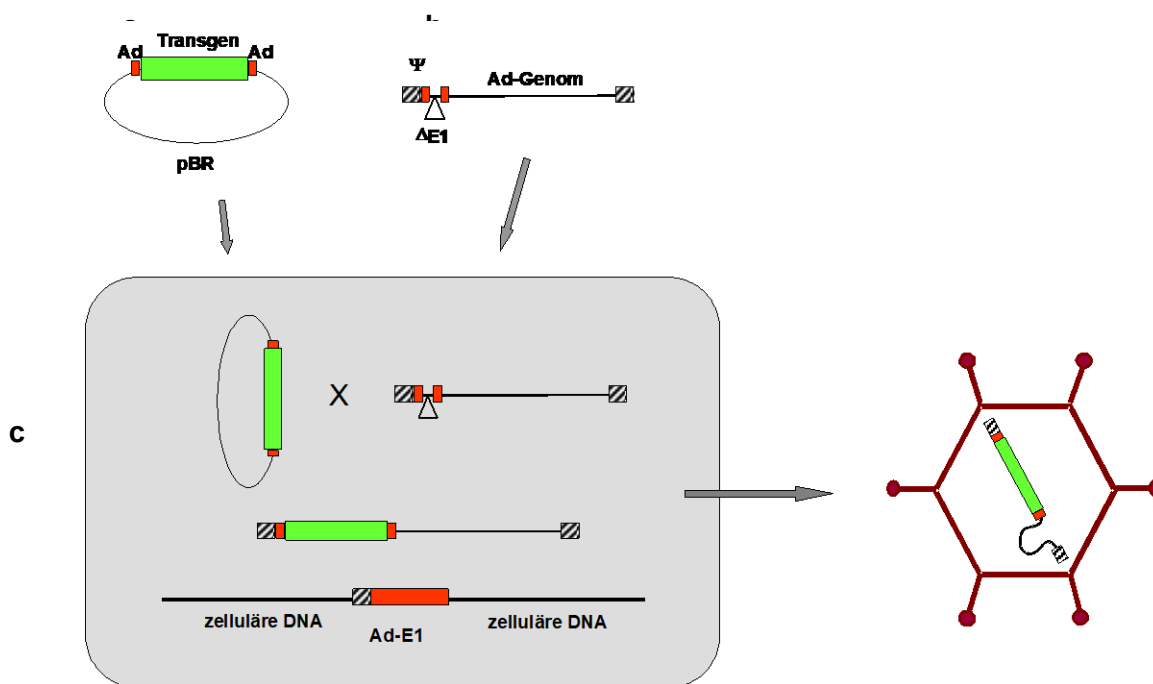 Transgen
Ad Ad
Ψ
Ad-Genom
ΔE1
pBR
X
c
zelluläre DNA
Ad-E1
zelluläre DNA